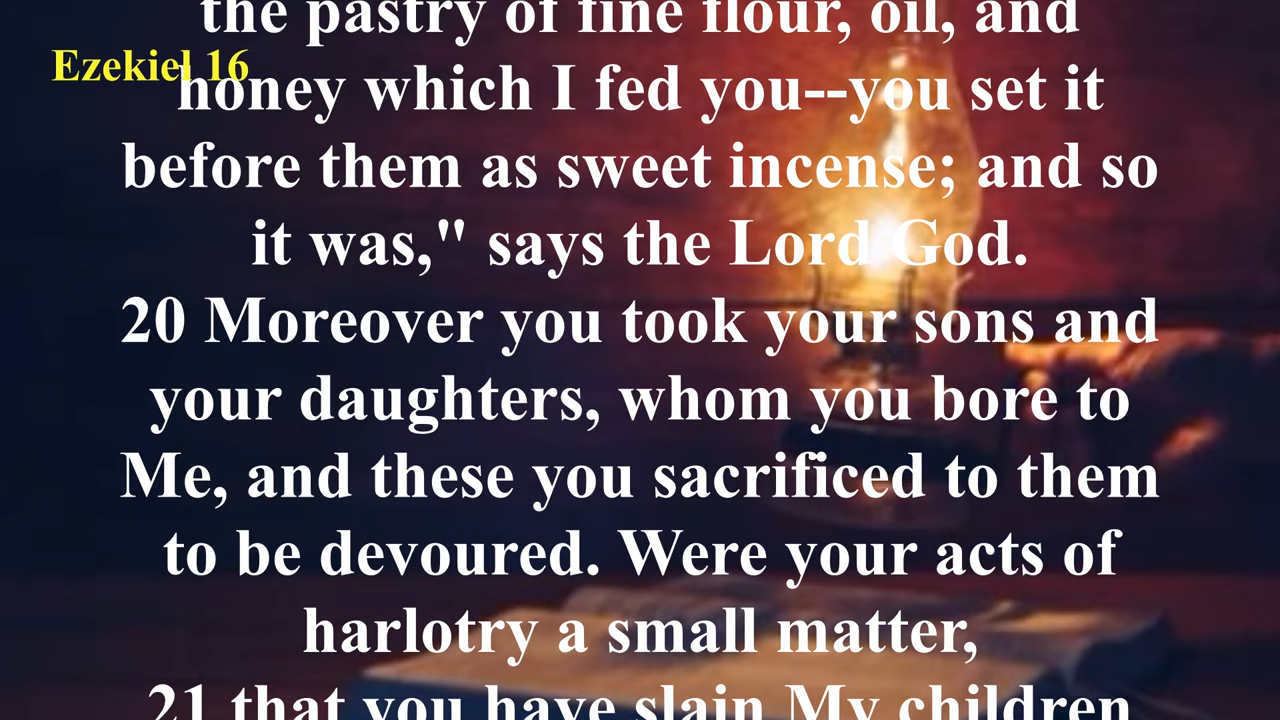 the pastry of fine flour, oil, and
Ezekiel 16
honey which I fed you--you set it
before them as sweet incense; and so
it was," says the Lord God.
20 Moreover you took your sons and
your daughters, whom you bore to
Me, and these you sacrificed to them
to be devoured. Were your acts of
harlotry a small matter,
21 that you have slain My children